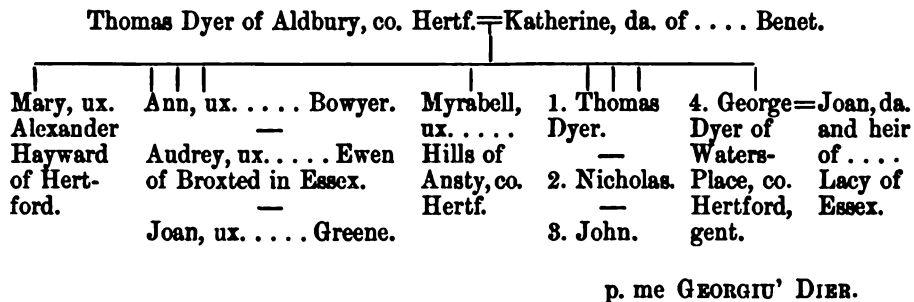 Thomas Dyer of Aldbury, co. Hertf.=Katherine, da. of .... Benet.
Mary, ux.
Alexander
Hayward
of Hert-
ford.
Ann, ux. .... Bowyer.
—
Audrey, ux. .... Ewen
of Broxted in Essex.
—
Joan, ux. .... Greene.
Myrabell,
ux. ....
Hills of
Ansty, co.
Hertf.
1. Thomas
Dyer.
—
2. Nicholas.
—
3. John.
4. George=
Dyer of
Waters-
Place, co.
Hertford,
gent.
Joan, da.
and heir
of ....
Lacy of
Essex.
p. me GEORGIU' DIER.